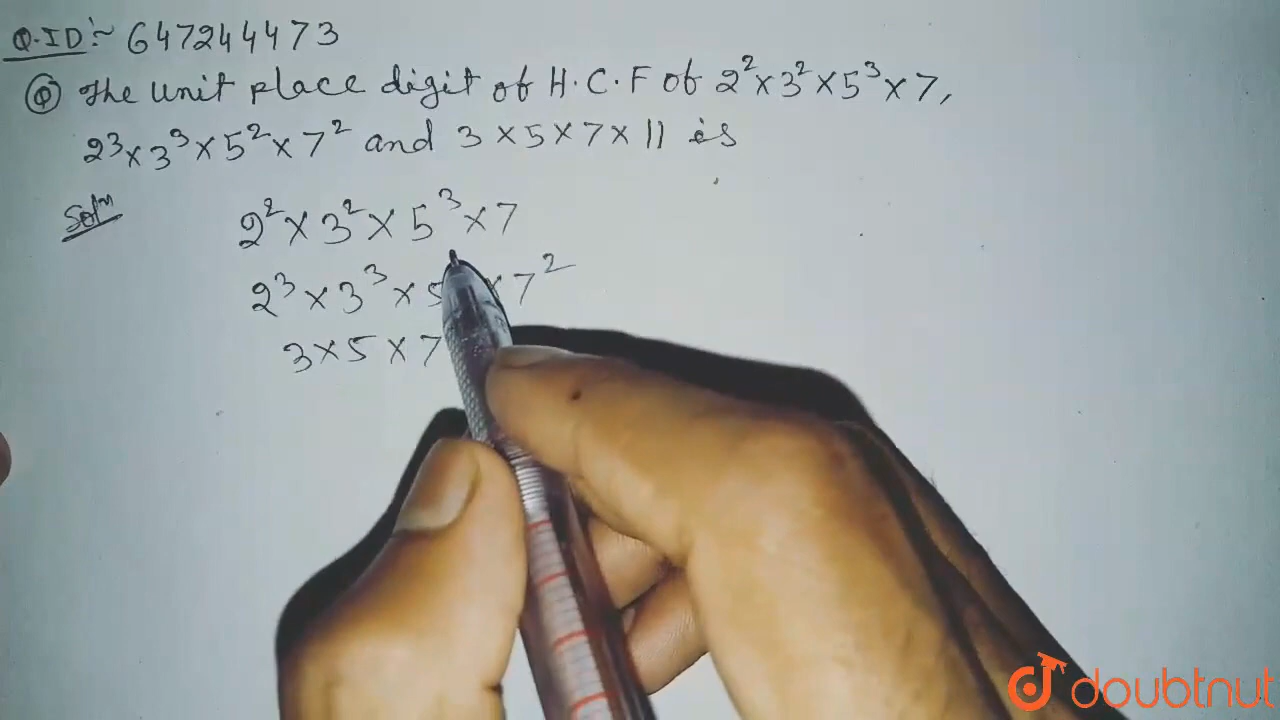 Q.ID:~ 647244473
Q The unit place digit of H.C.F of 2²×3²×5³×7,
2³×3³×5²×7² and 3×5×7×11 is
Solⁿ
2²×3²×5³×7
2³×3³×5 ×7²
3×5×7
doubtnut